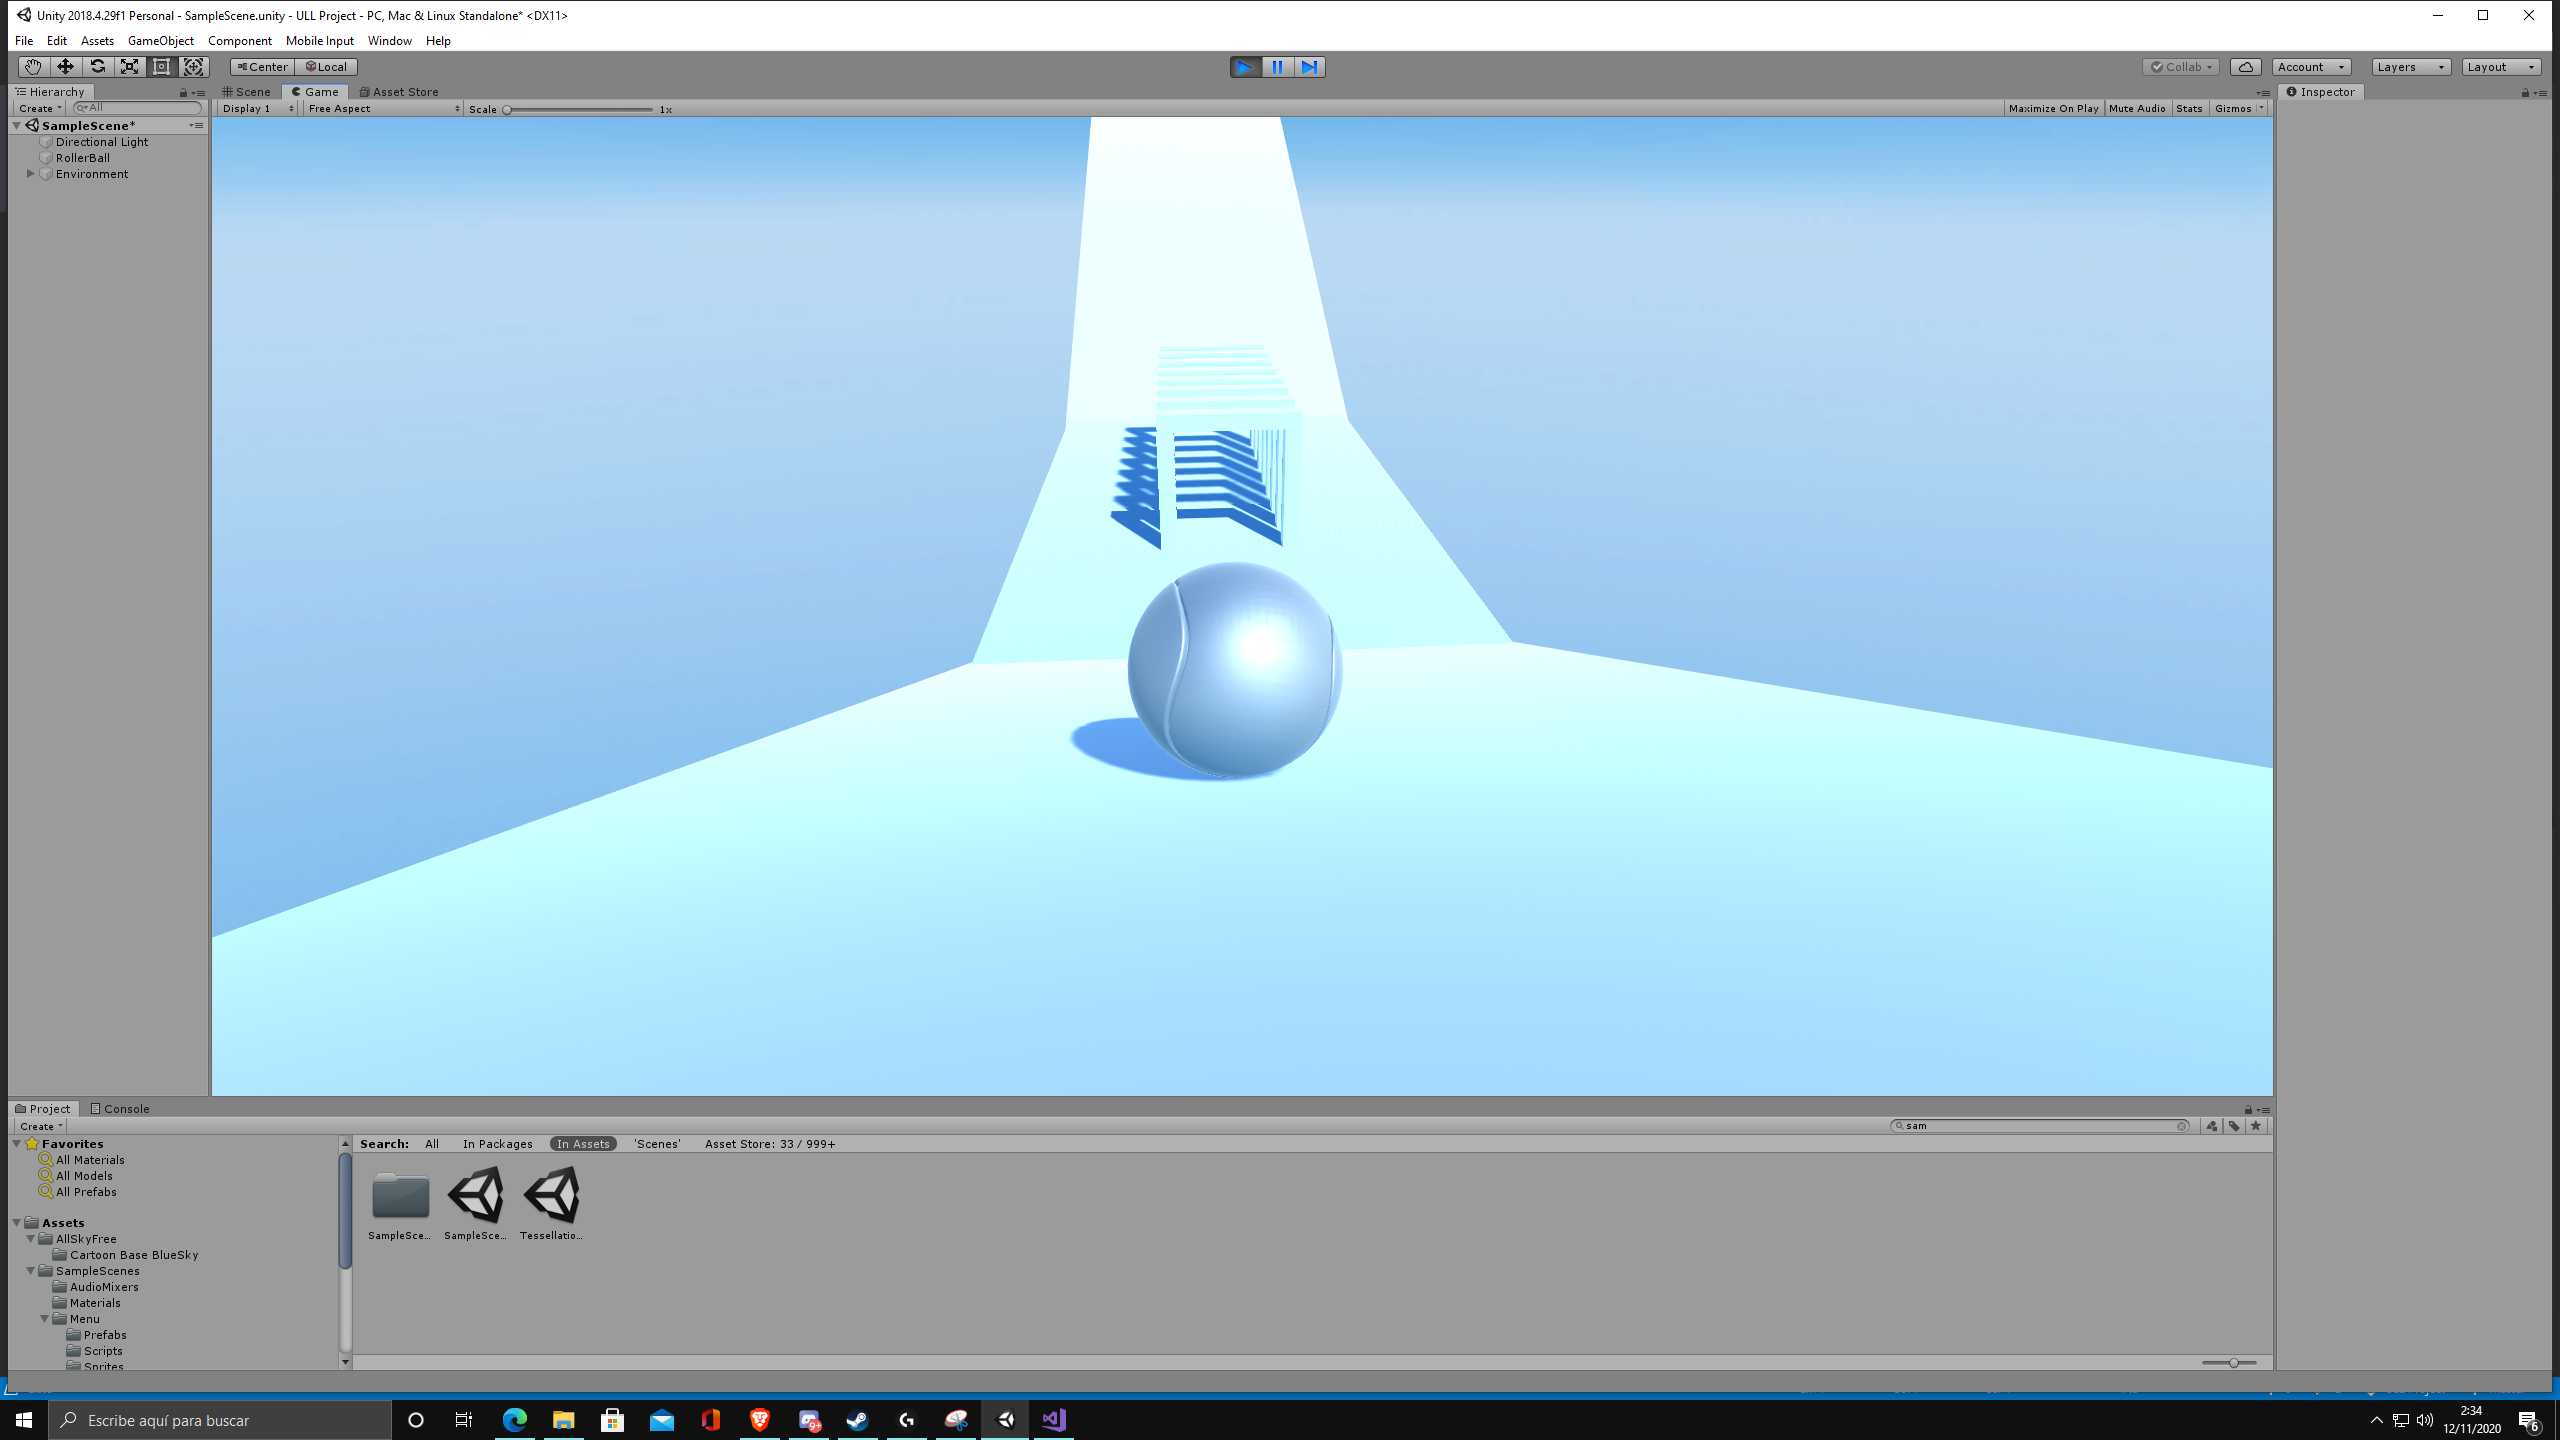 Unity 2018.4.29f1 Personal - SampleScene.unity - ULL Project - PC, Mac & Linux Standalone* <DX11>
File Edit Assets GameObject Component Mobile Input Window Help
Center Local Collab Account Layers Layout
Hierarchy Scene Game Asset Store Inspector
Create All Display 1 Free Aspect Scale 1x Maximize On Play Mute Audio Stats Gizmos
SampleScene*
Directional Light
RollerBall
Environment
Project Console
Create sam
Favorites
All Materials
All Models
All Prefabs
Assets
AllSkyFree
Cartoon Base BlueSky
SampleScenes
AudioMixers
Materials
Menu
Prefabs
Scripts
Sprites
Search: All In Packages In Assets 'Scenes' Asset Store: 33 / 999+
SampleSce... SampleSce... Tessellatio...
Escribe aquí para buscar
9+
2:34
12/11/2020
6